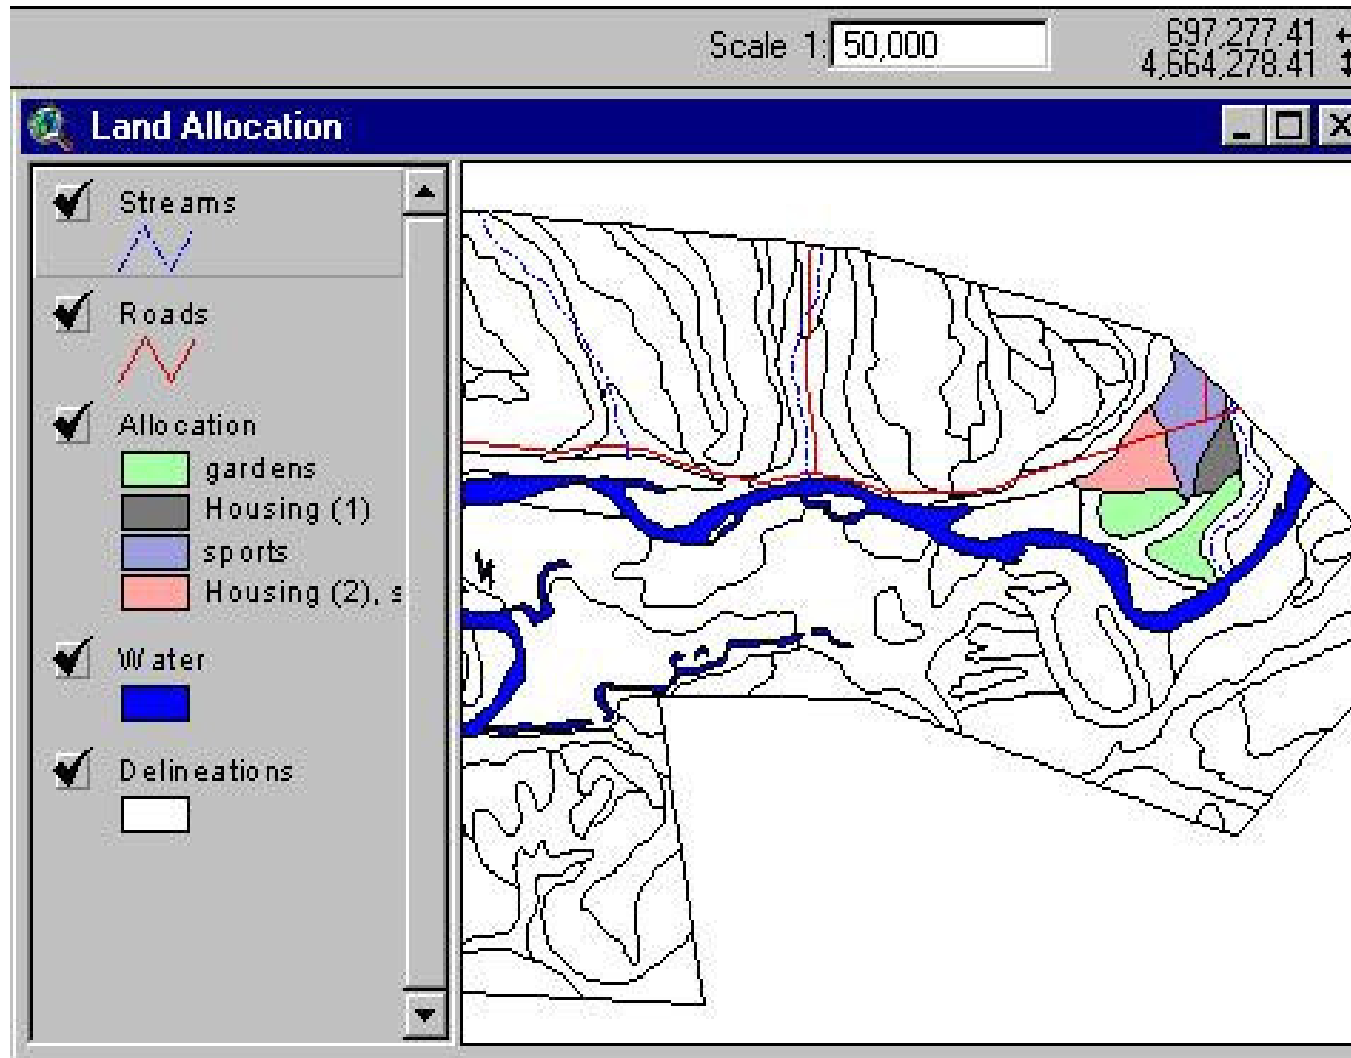 Scale 1: 50,000
697,277.41
4,664,278.41
Land Allocation
Streams
Roads
Allocation
gardens
Housing (1)
sports
Housing (2), s
Water
Delineations